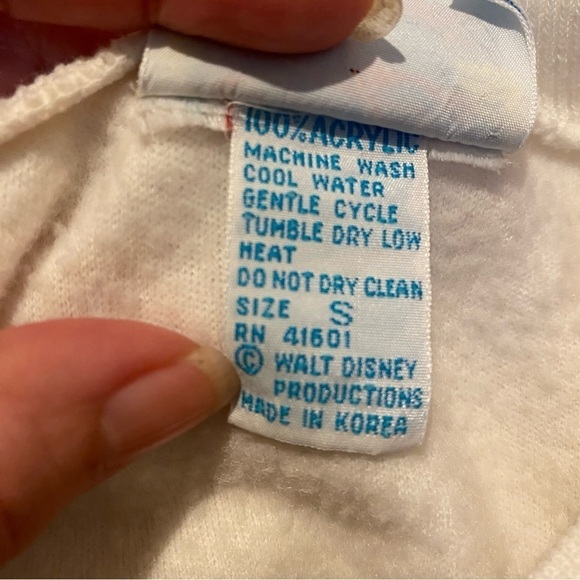 100% ACRYLIC
MACHINE WASH
COOL WATER
GENTLE CYCLE
TUMBLE DRY LOW
HEAT
DO NOT DRY CLEAN
SIZE S
RN 41601
© WALT DISNEY
PRODUCTIONS
MADE IN KOREA